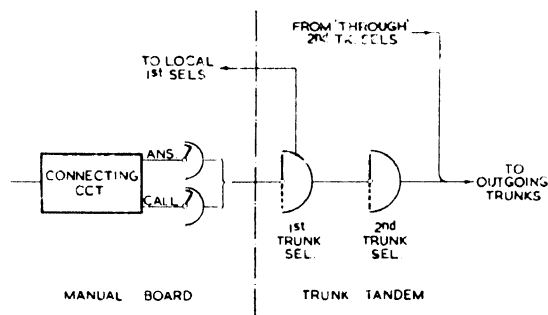 FROM 'THROUGH'
2nd TR. SELS
TO LOCAL
1st SELS
ANS.
CONNECTING
CCT
CALL
TO
OUTGOING
TRUNKS
1st
TRUNK
SEL.
2nd
TRUNK
SEL
MANUAL BOARD
TRUNK TANDEM